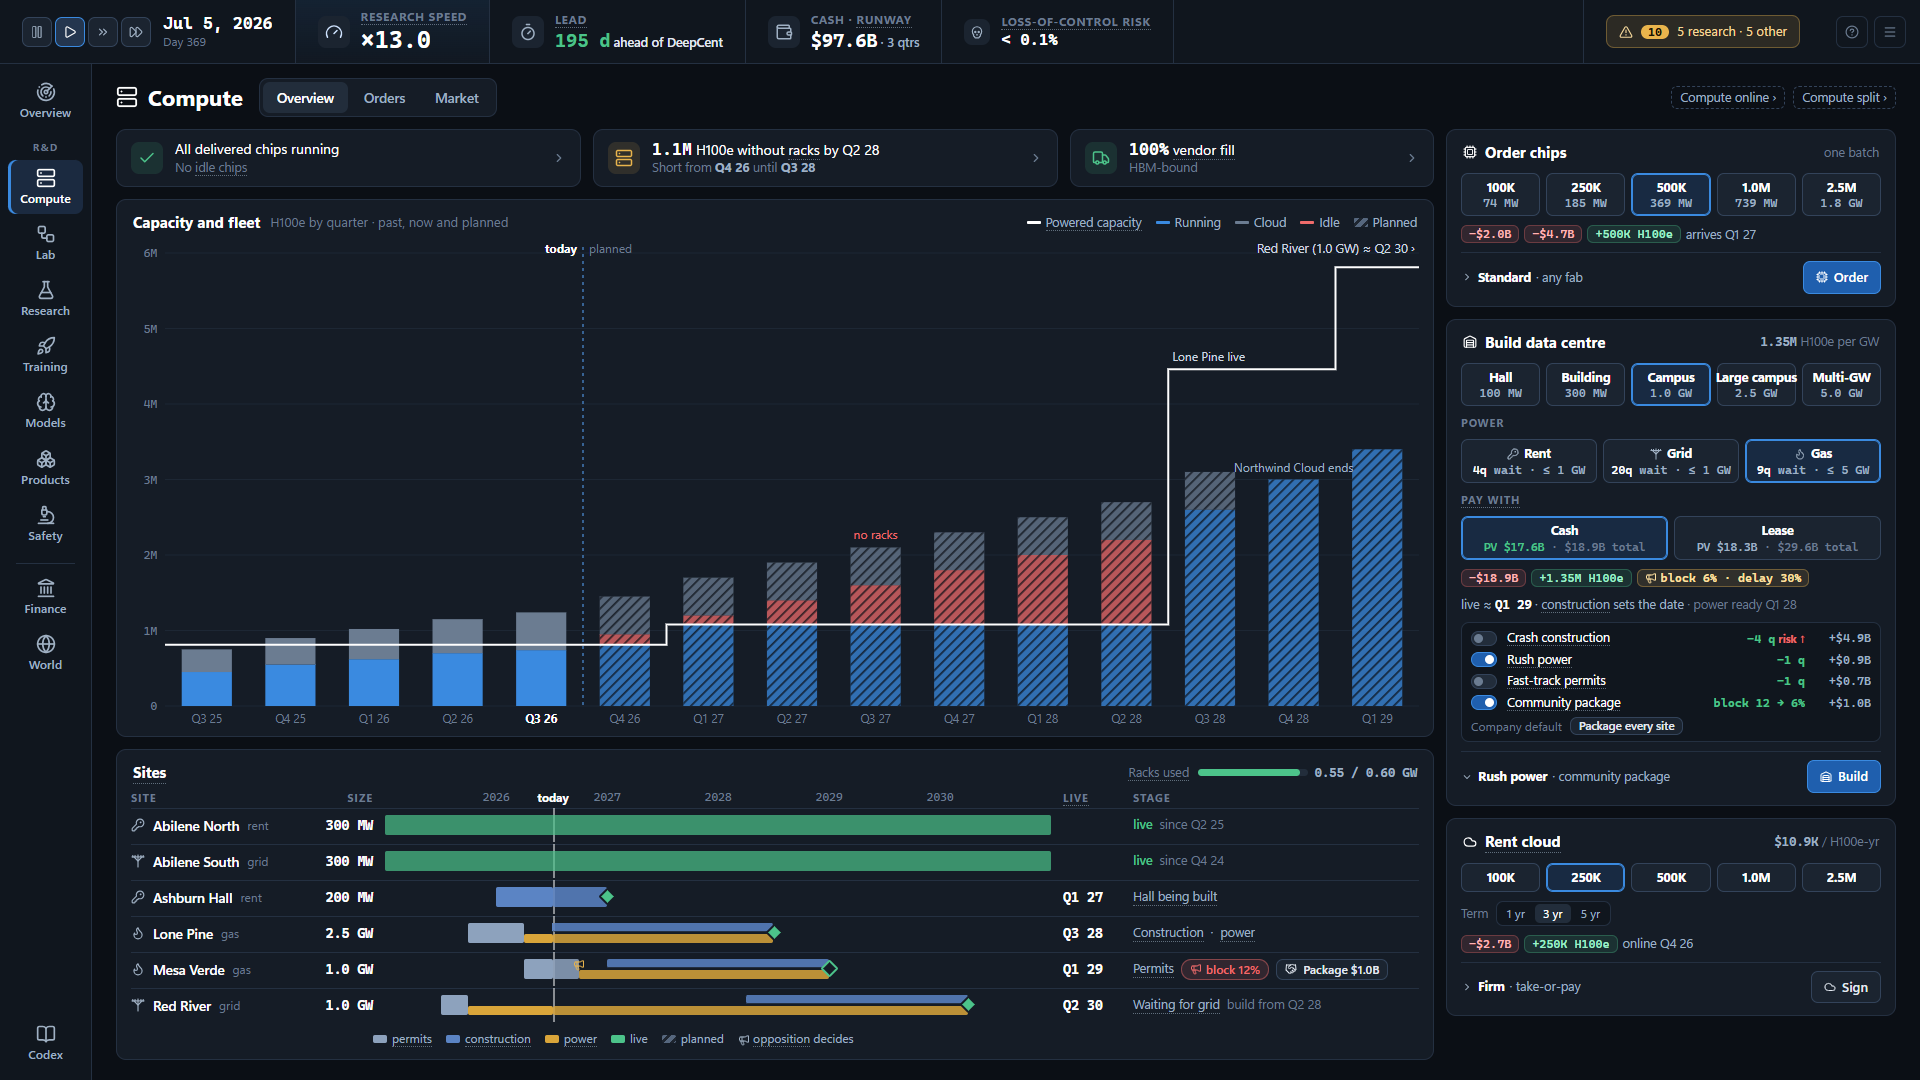 Jul 5, 2026
Day 369
RESEARCH SPEED
×13.0
LEAD
195 d ahead of DeepCent
CASH · RUNWAY
$97.6B · 3 qtrs
LOSS-OF-CONTROL RISK
< 0.1%
10 5 research · 5 other
Overview
R&D
Compute
Lab
Research
Training
Models
Products
Safety
Finance
World
Codex
Compute
Overview Orders Market
Compute online ›
Compute split ›
All delivered chips running
No idle chips
1.1M H100e without racks by Q2 28
Short from Q4 26 until Q3 28
100% vendor fill
HBM-bound
Capacity and fleet H100e by quarter · past, now and planned
Powered capacity Running Cloud Idle Planned
today planned
Red River (1.0 GW) ≈ Q2 30 ›
6M
5M
Lone Pine live
4M
Northwind Cloud ends
3M
no racks
2M
1M
0
Q3 25 Q4 25 Q1 26 Q2 26 Q3 26 Q4 26 Q1 27 Q2 27 Q3 27 Q4 27 Q1 28 Q2 28 Q3 28 Q4 28 Q1 29
Sites
Racks used 0.55 / 0.60 GW
SITE SIZE 2026 today 2027 2028 2029 2030 LIVE STAGE
Abilene North rent 300 MW live since Q2 25
Abilene South grid 300 MW live since Q4 24
Ashburn Hall rent 200 MW Q1 27 Hall being built
Lone Pine gas 2.5 GW Q3 28 Construction · power
Mesa Verde gas 1.0 GW Q1 29 Permits block 12% Package $1.0B
Red River grid 1.0 GW Q2 30 Waiting for grid build from Q2 28
permits construction power live planned opposition decides
Order chips one batch
100K 250K 500K 1.0M 2.5M
74 MW 185 MW 369 MW 739 MW 1.8 GW
−$2.0B −$4.7B +500K H100e arrives Q1 27
Standard · any fab
Order
Build data centre 1.35M H100e per GW
Hall Building Campus Large campus Multi-GW
100 MW 300 MW 1.0 GW 2.5 GW 5.0 GW
POWER
Rent Grid Gas
4q wait · ≤ 1 GW 20q wait · ≤ 1 GW 9q wait · ≤ 5 GW
PAY WITH
Cash Lease
PV $17.6B · $18.9B total PV $18.3B · $29.6B total
−$18.9B +1.35M H100e block 6% · delay 30%
live ≈ Q1 29 · construction sets the date · power ready Q1 28
Crash construction −4 q risk ↑ +$4.9B
Rush power −1 q +$0.9B
Fast-track permits −1 q +$0.7B
Community package block 12 → 6% +$1.0B
Company default Package every site
Rush power · community package
Build
Rent cloud $10.9K / H100e-yr
100K 250K 500K 1.0M 2.5M
Term 1 yr 3 yr 5 yr
−$2.7B +250K H100e online Q4 26
Firm · take-or-pay
Sign